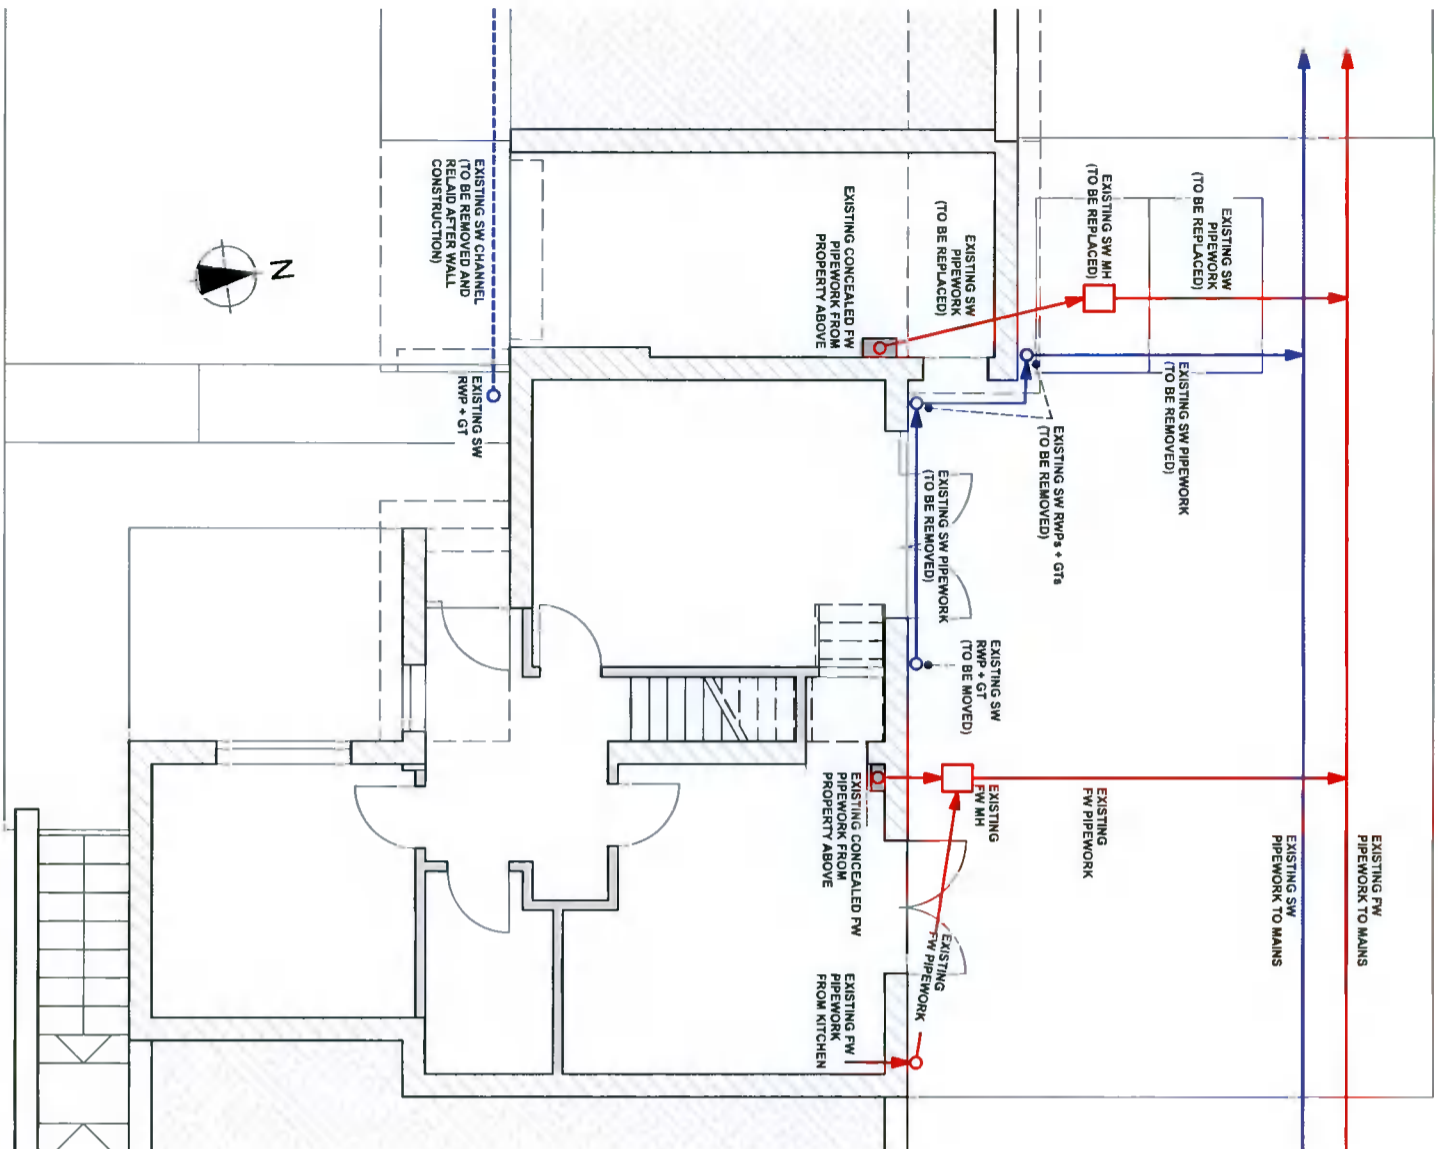 EXISTING SW CHANNEL
(TO BE REMOVED AND
RELAID AFTER WALL
CONSTRUCTION)
N
EXISTING SW
RWP + GT
EXISTING CONCEALED FW
PIPEWORK FROM
PROPERTY ABOVE
EXISTING SW
PIPEWORK
(TO BE REPLACED)
EXISTING SW MH
(TO BE REPLACED)
EXISTING SW
PIPEWORK
(TO BE REPLACED)
EXISTING SW PIPEWORK
(TO BE REMOVED)
EXISTING SW RWPs + GTs
(TO BE REMOVED)
EXISTING SW PIPEWORK
(TO BE REMOVED)
EXISTING SW
RWP + GT
(TO BE MOVED)
EXISTING CONCEALED FW
PIPEWORK FROM
PROPERTY ABOVE
EXISTING
FW MH
EXISTING
FW PIPEWORK
EXISTING
FW PIPEWORK
EXISTING FW
PIPEWORK
FROM KITCHEN
EXISTING SW
PIPEWORK TO MAINS
EXISTING FW
PIPEWORK TO MAINS